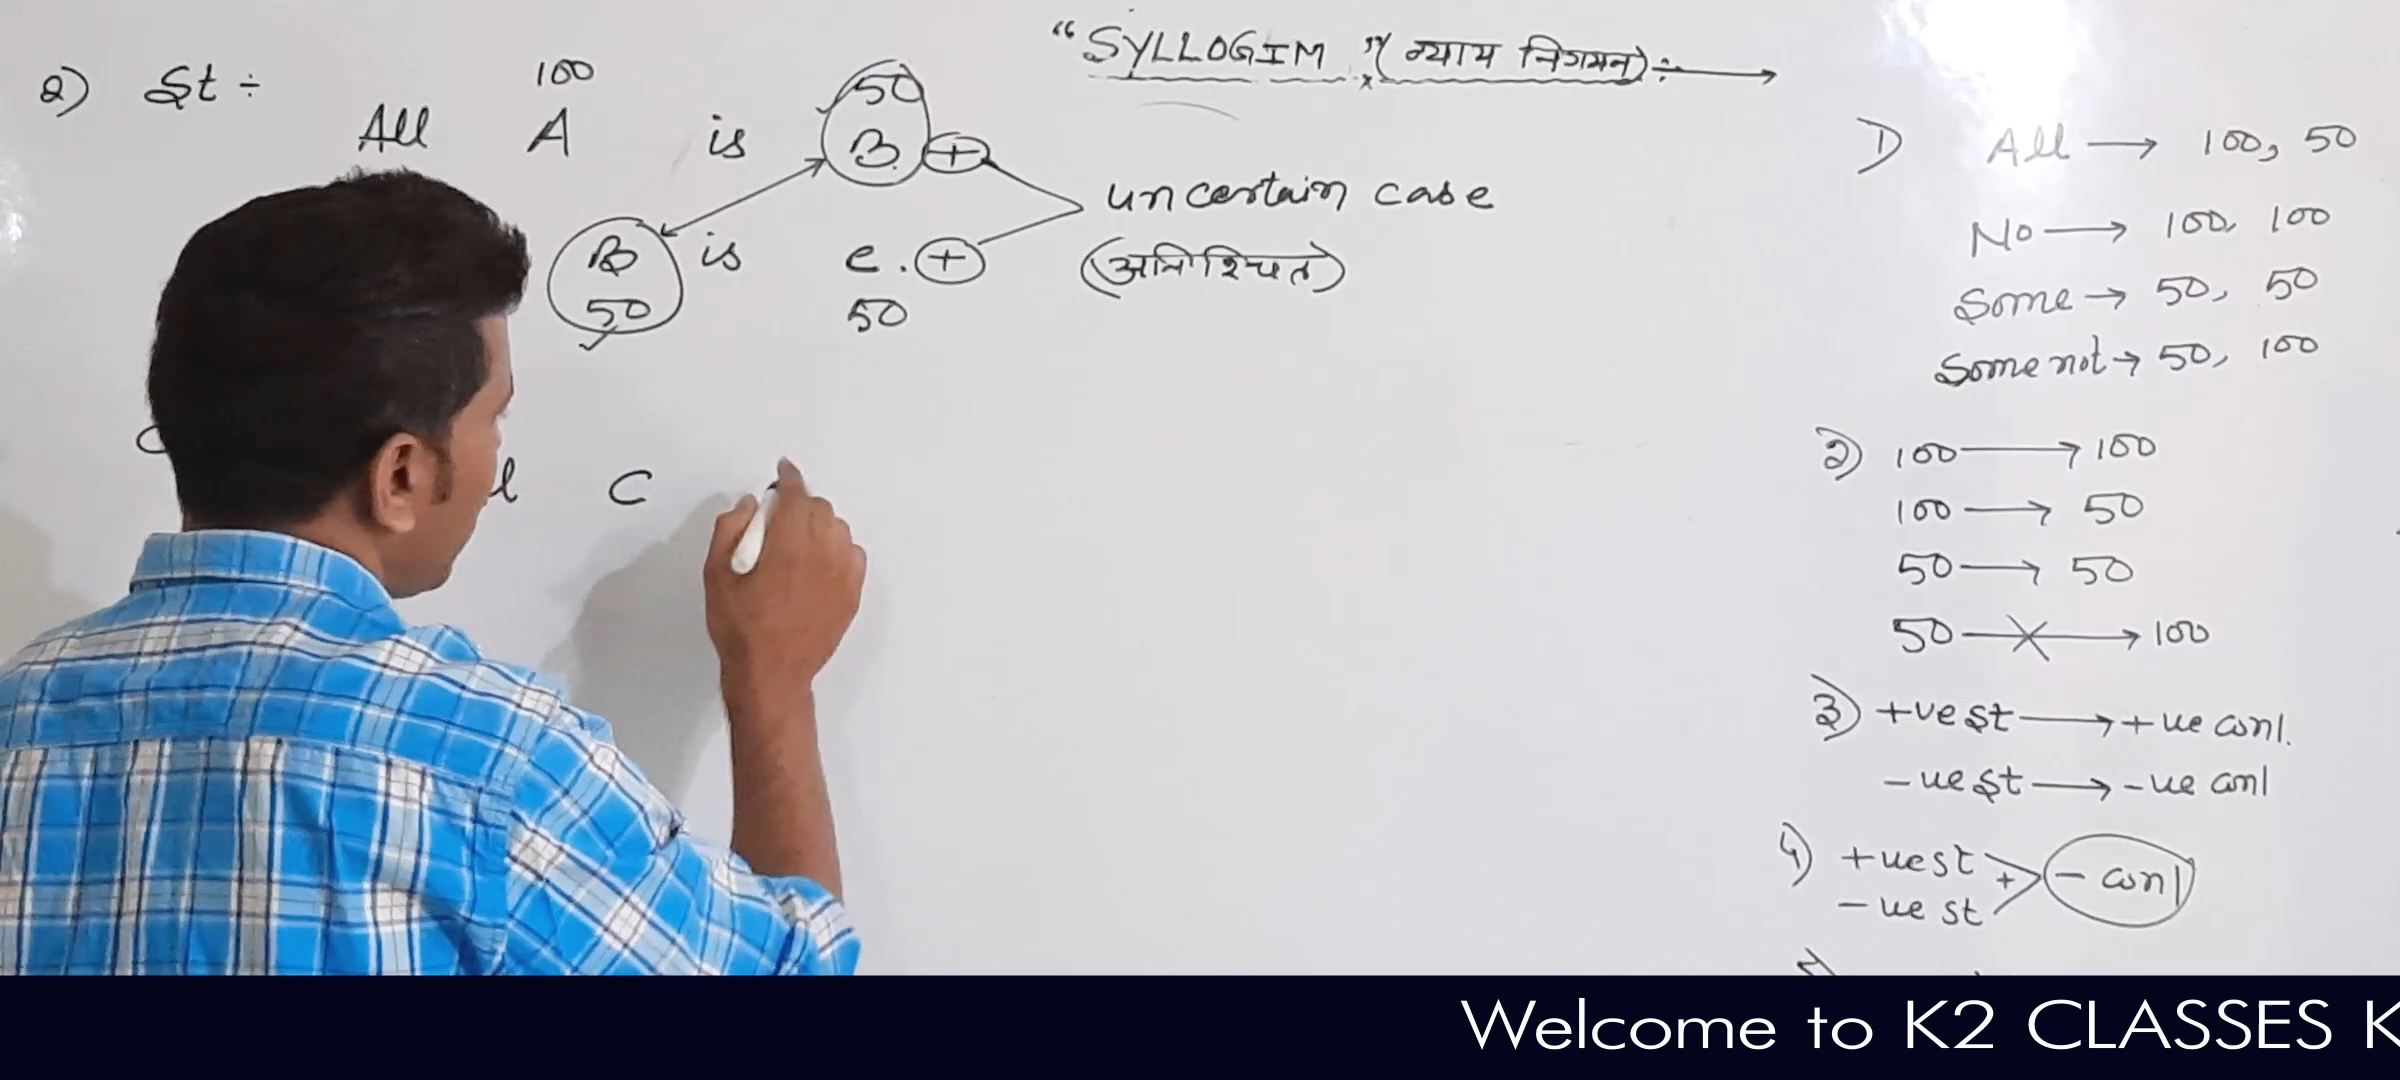 "SYLLOGIM" (न्याय निगमन) ÷ →
2) St ÷
100 50
All A is B. +
B is c. +
50 50
uncertain case
(अनिश्चित)
C
l C
1) All → 100, 50
No → 100, 100
Some → 50, 50
Some not → 50, 100
2) 100 → 100
100 → 50
50 → 50
50 → 100
3) +ve st → +ve conl.
-ve st → -ve conl
4) +ve st + - conl
-ve st
Welcome to K2 CLASSES K